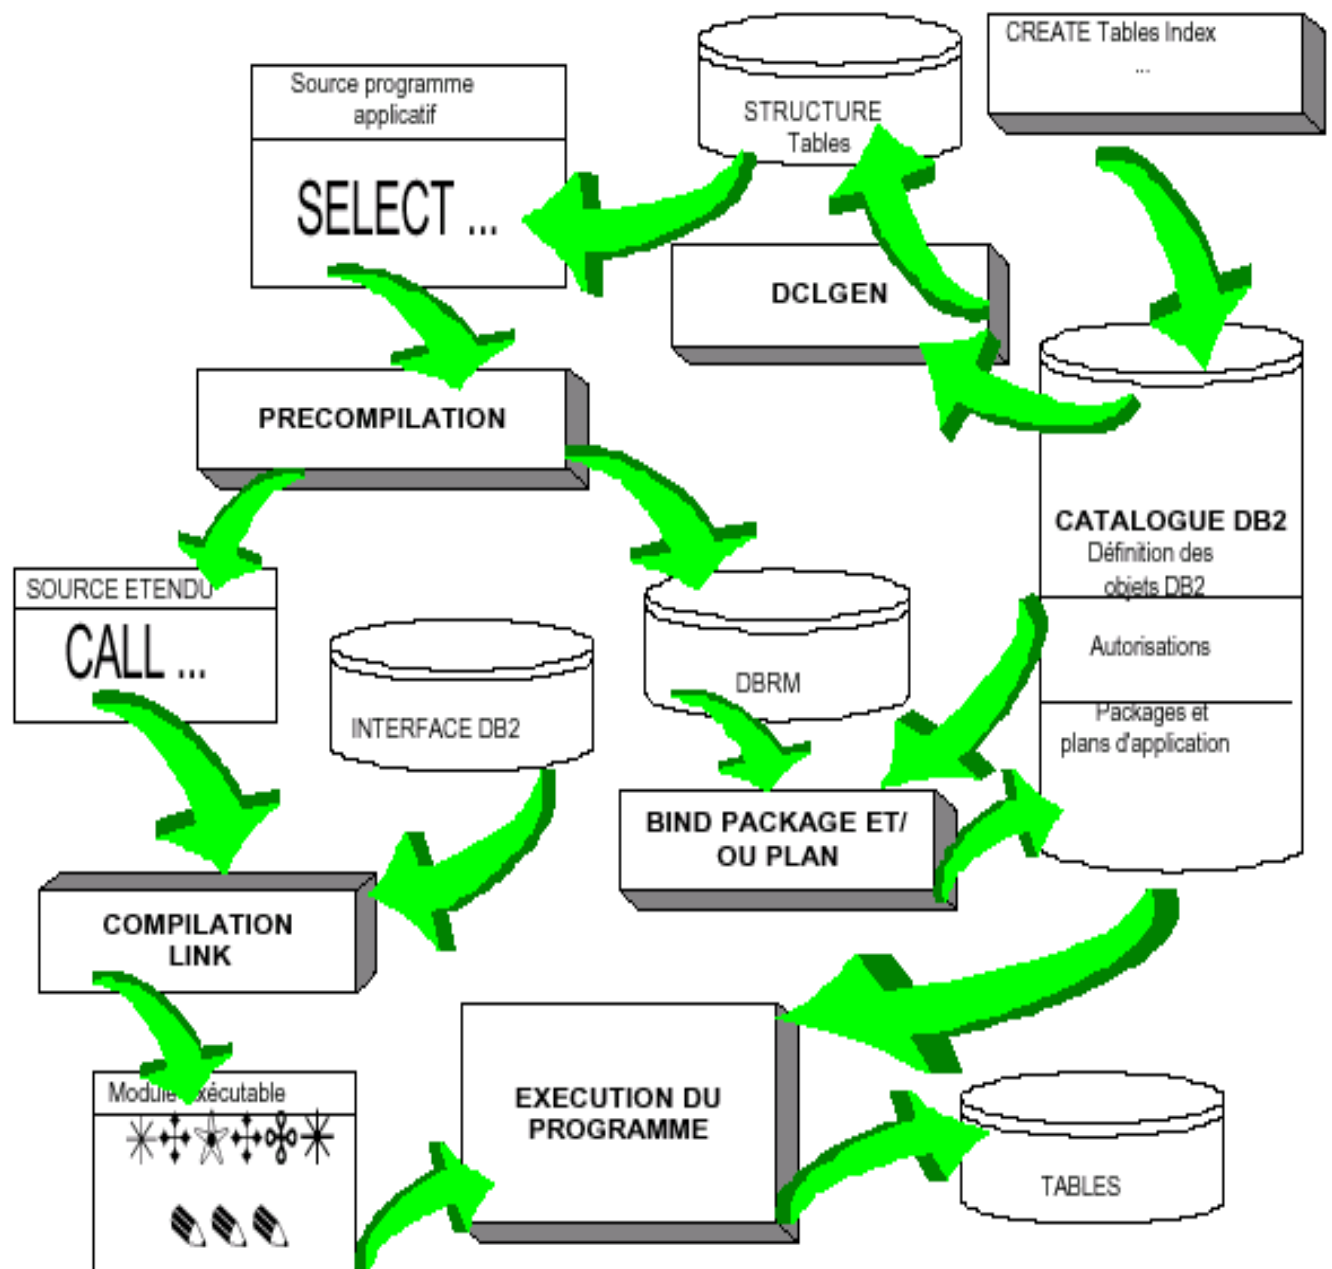 CREATE Tables Index
...
Source programme
applicatif
SELECT ...
STRUCTURE
Tables
DCLGEN
PRECOMPILATION
CATALOGUE DB2
Définition des
objets DB2
Autorisations
Packages et
plans d'application
SOURCE ETENDU
CALL ...
INTERFACE DB2
DBRM
BIND PACKAGE ET/
OU PLAN
COMPILATION
LINK
Module exécutable
EXECUTION DU
PROGRAMME
TABLES